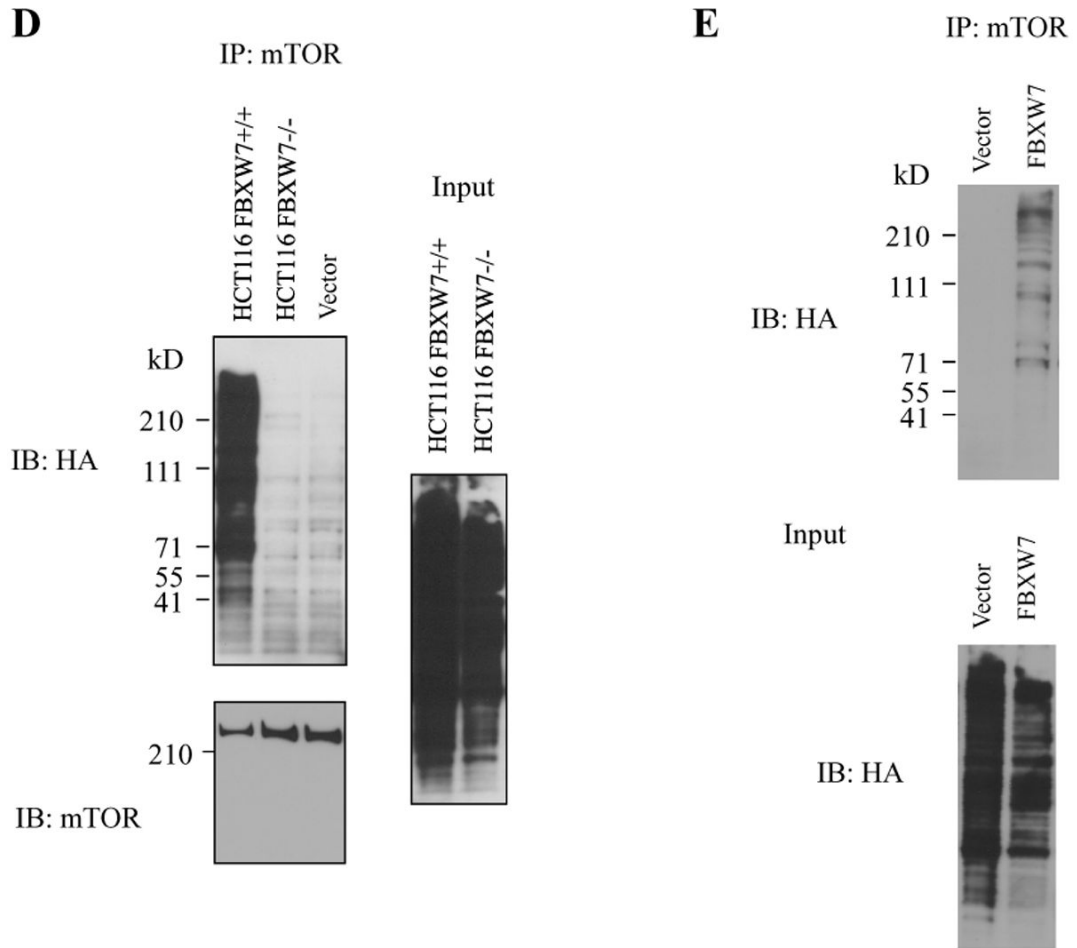 D
IP: mTOR
HCT116 FBXW7+/+
HCT116 FBXW7-/-
Vector
Input
HCT116 FBXW7+/+
HCT116 FBXW7-/-
kD
210
111
71
55
41
IB: HA
210
IB: mTOR
E
IP: mTOR
Vector
FBXW7
kD
210
111
71
55
41
IB: HA
Input
Vector
FBXW7
IB: HA